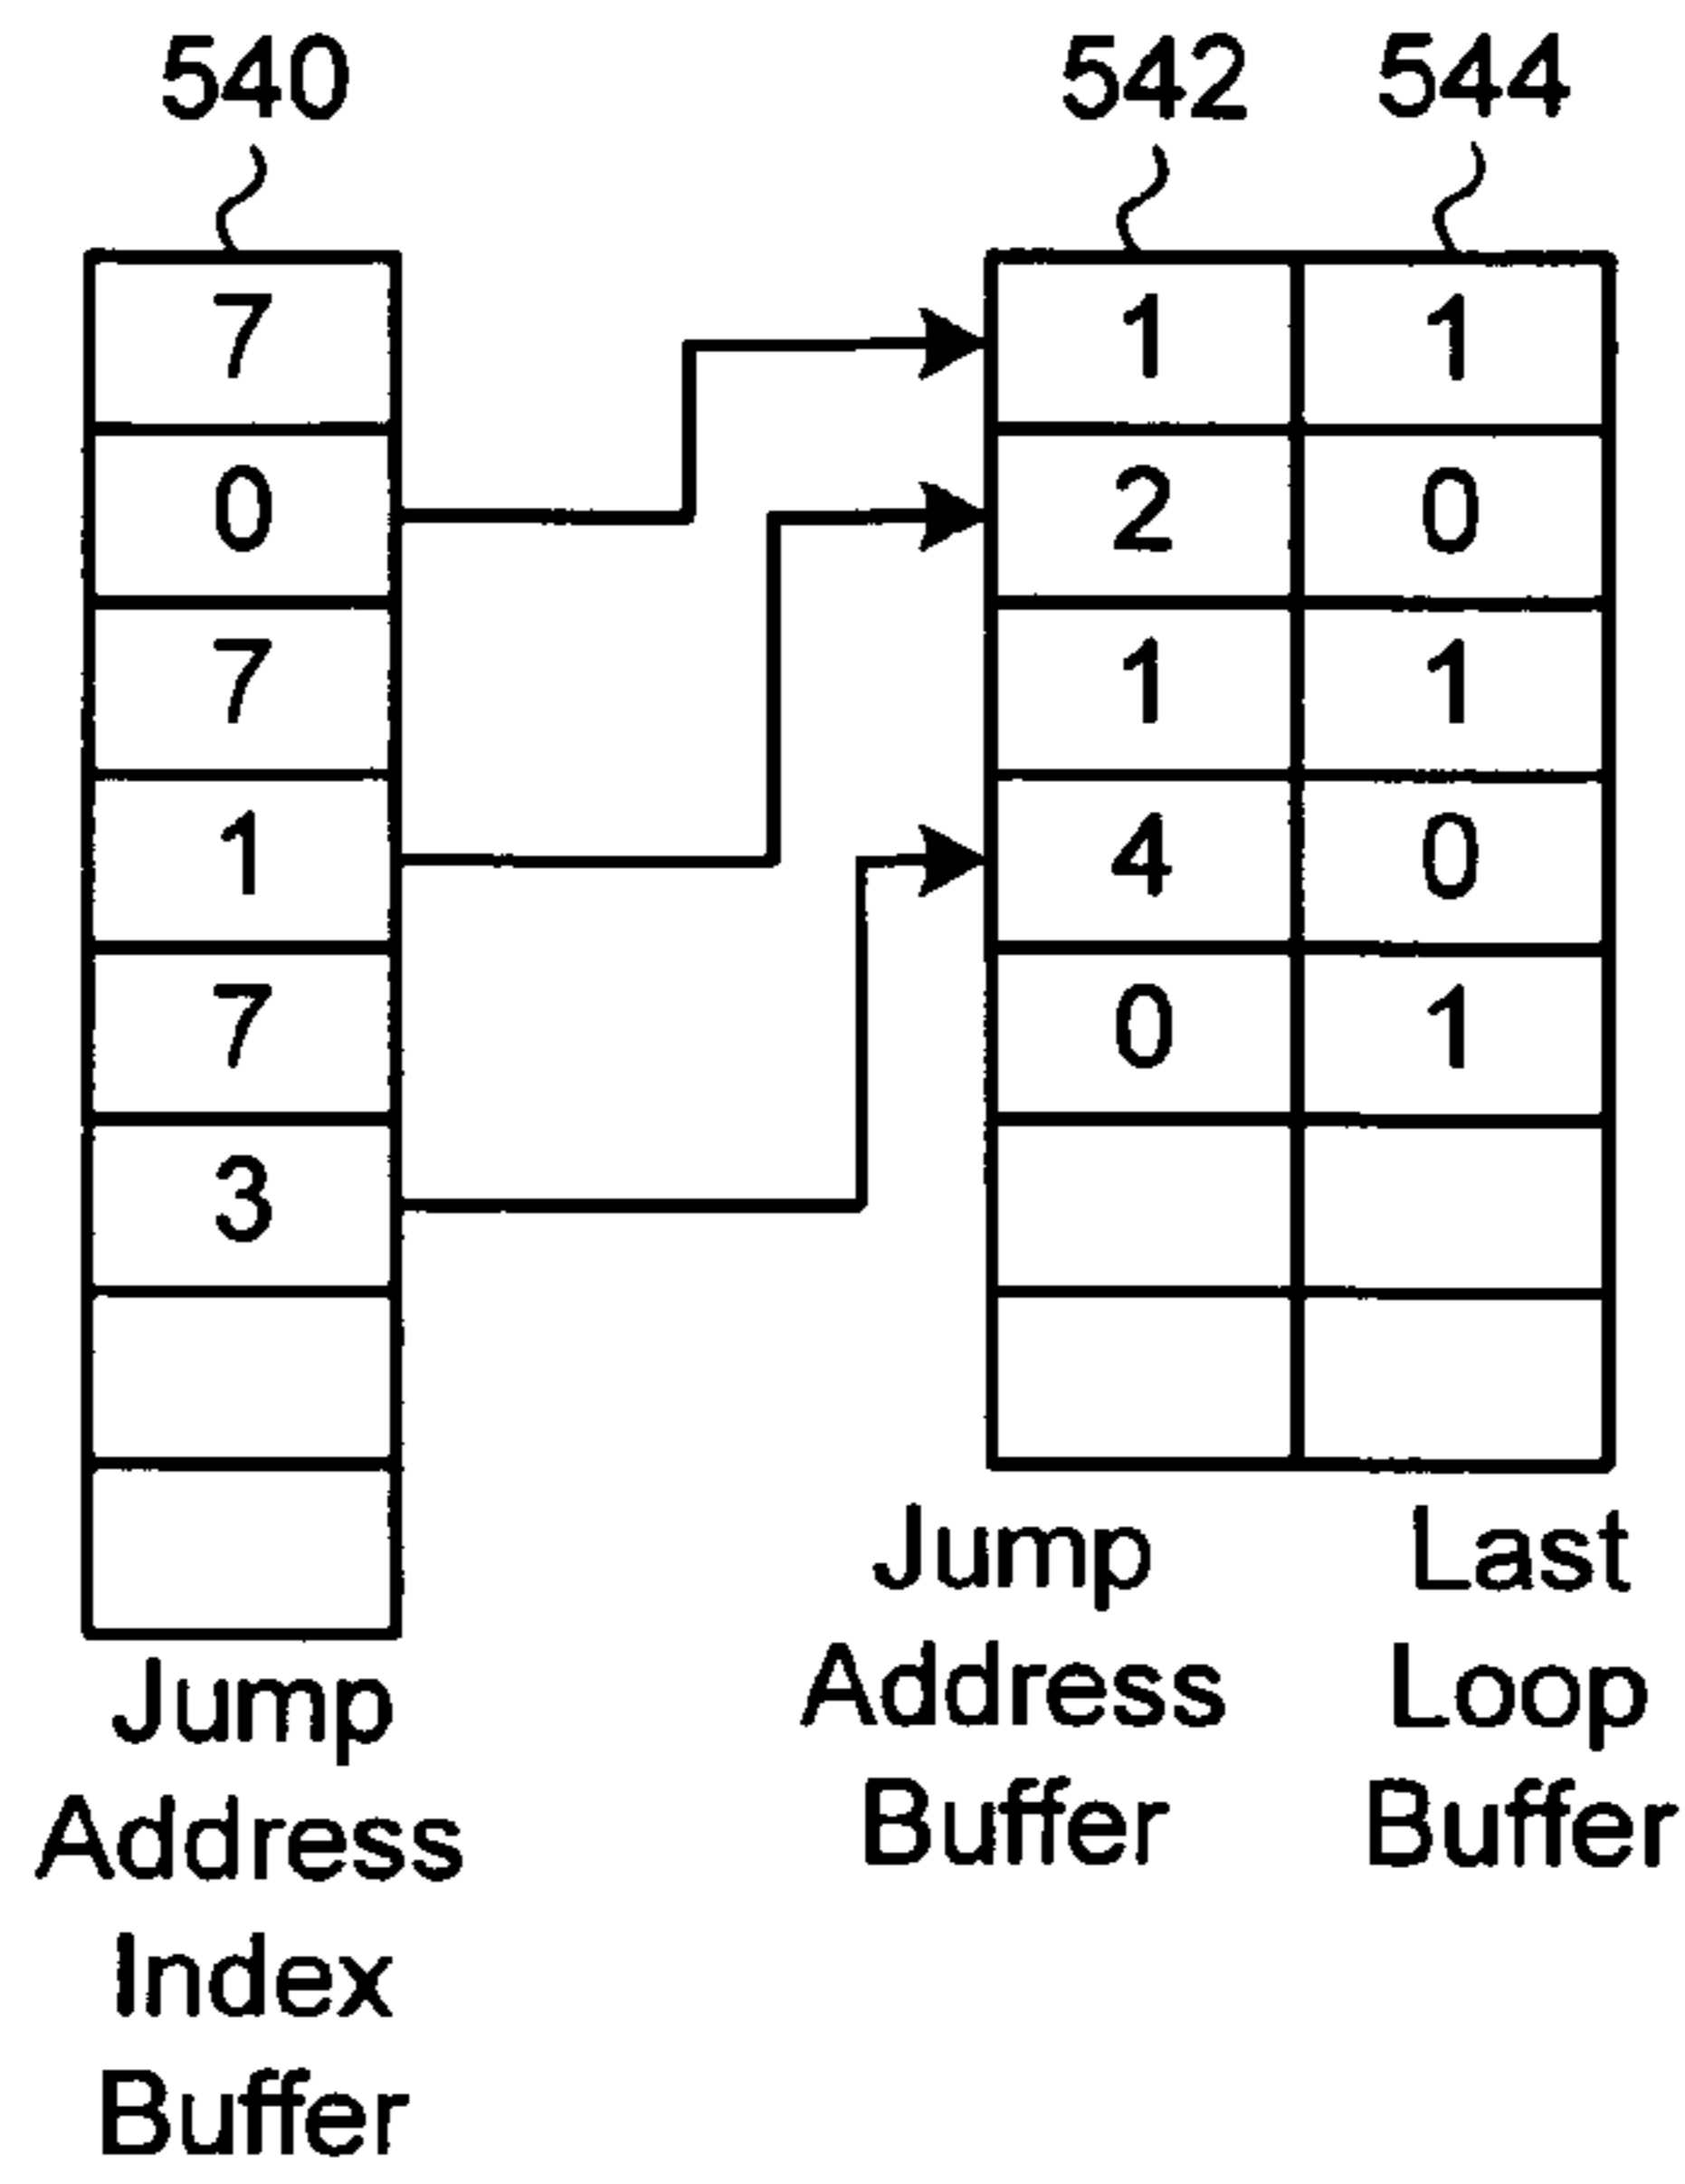 540 542 544
7 1 1
0 2 0
7 1 1
1 4 0
7 0 1
3
Jump Address Index Buffer
Jump Address Buffer
Last Loop Buffer